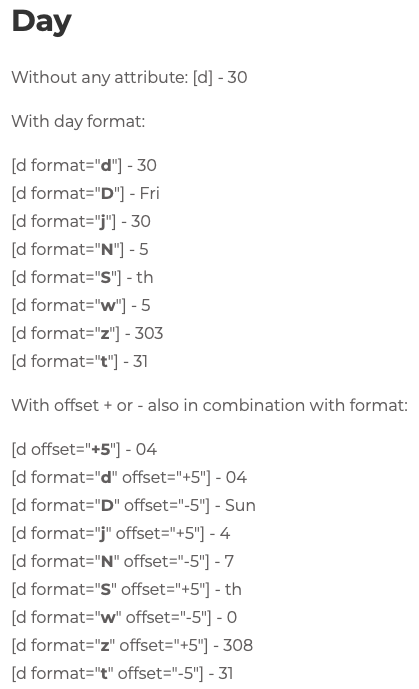 Day
Without any attribute: [d] - 30
With day format:
[d format="d"] - 30
[d format="D"] - Fri
[d format="j"] - 30
[d format="N"] - 5
[d format="S"] - th
[d format="w"] - 5
[d format="z"] - 303
[d format="t"] - 31
With offset + or - also in combination with format:
[d offset="+5"] - 04
[d format="d" offset="+5"] - 04
[d format="D" offset="-5"] - Sun
[d format="j" offset="+5"] - 4
[d format="N" offset="-5"] - 7
[d format="S" offset="+5"] - th
[d format="w" offset="-5"] - 0
[d format="z" offset="+5"] - 308
[d format="t" offset="-5"] - 31